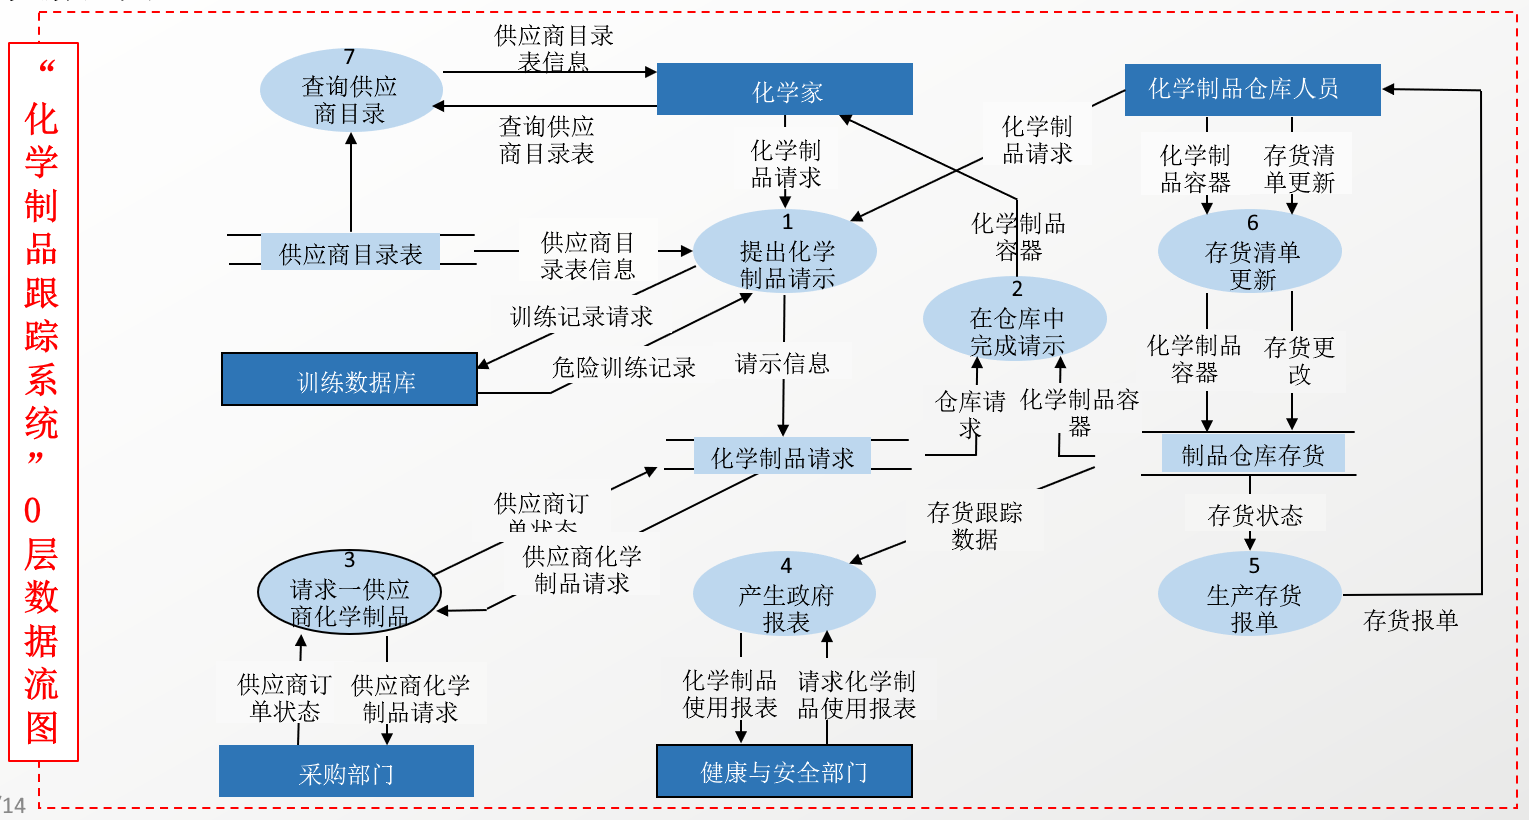 “化学制品跟踪系统”0层数据流图
供应商目录
表信息
7
查询供应
商目录
化学家
化学制品仓库人员
查询供应
商目录表
化学制
品请求
化学制
品请求
化学制
品容器
存货清
单更新
供应商目录表
供应商目
录表信息
1
提出化学
制品请示
化学制品
容器
6
存货清单
更新
训练记录请求
2
在仓库中
完成请示
训练数据库
危险训练记录
请示信息
化学制品
容器
存货更
改
仓库请
求
化学制品容
器
化学制品请求
制品仓库存货
供应商订
单状态
供应商化学
制品请求
存货跟踪
数据
存货状态
3
请求一供应
商化学制品
4
产生政府
报表
5
生产存货
报单
存货报单
供应商订
单状态
供应商化学
制品请求
化学制品
使用报表
请求化学制
品使用报表
采购部门
健康与安全部门
/14